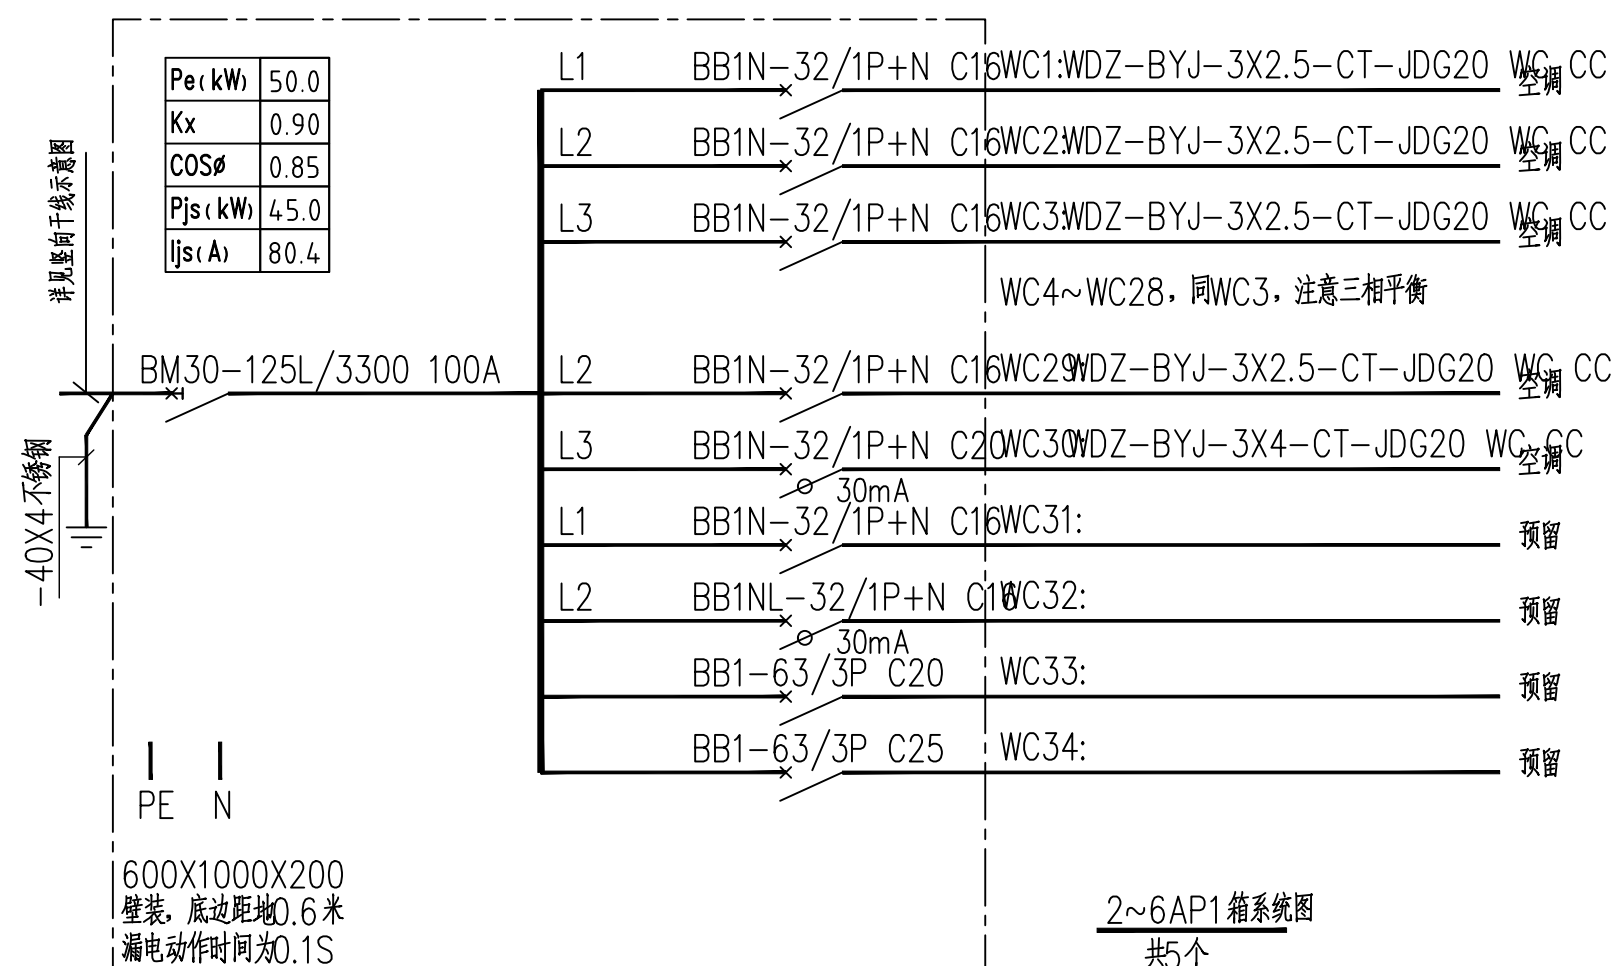 Pe(kW) 50.0
Kx 0.90
COSø 0.85
Pjs(kW) 45.0
Ijs(A) 80.4
详见竖向干线示意图
BM30-125L/3300 100A
-40X4不锈钢
L1 BB1N-32/1P+N C16 WC1:WDZ-BYJ-3X2.5-CT-JDG20 WC CC 空调
L2 BB1N-32/1P+N C16 WC2:WDZ-BYJ-3X2.5-CT-JDG20 WC CC 空调
L3 BB1N-32/1P+N C16 WC3:WDZ-BYJ-3X2.5-CT-JDG20 WC CC 空调
WC4~WC28，同WC3，注意三相平衡
L2 BB1N-32/1P+N C16 WC29:WDZ-BYJ-3X2.5-CT-JDG20 WC CC 空调
L3 BB1N-32/1P+N C20 WC30:WDZ-BYJ-3X4-CT-JDG20 WC CC 空调
30mA
L1 BB1N-32/1P+N C16 WC31: 预留
L2 BB1NL-32/1P+N C16 WC32: 预留
30mA
BB1-63/3P C20 WC33: 预留
BB1-63/3P C25 WC34: 预留
PE N
600X1000X200
壁装，底边距地0.6米
漏电动作时间为0.1S
2~6AP1箱系统图
共5个